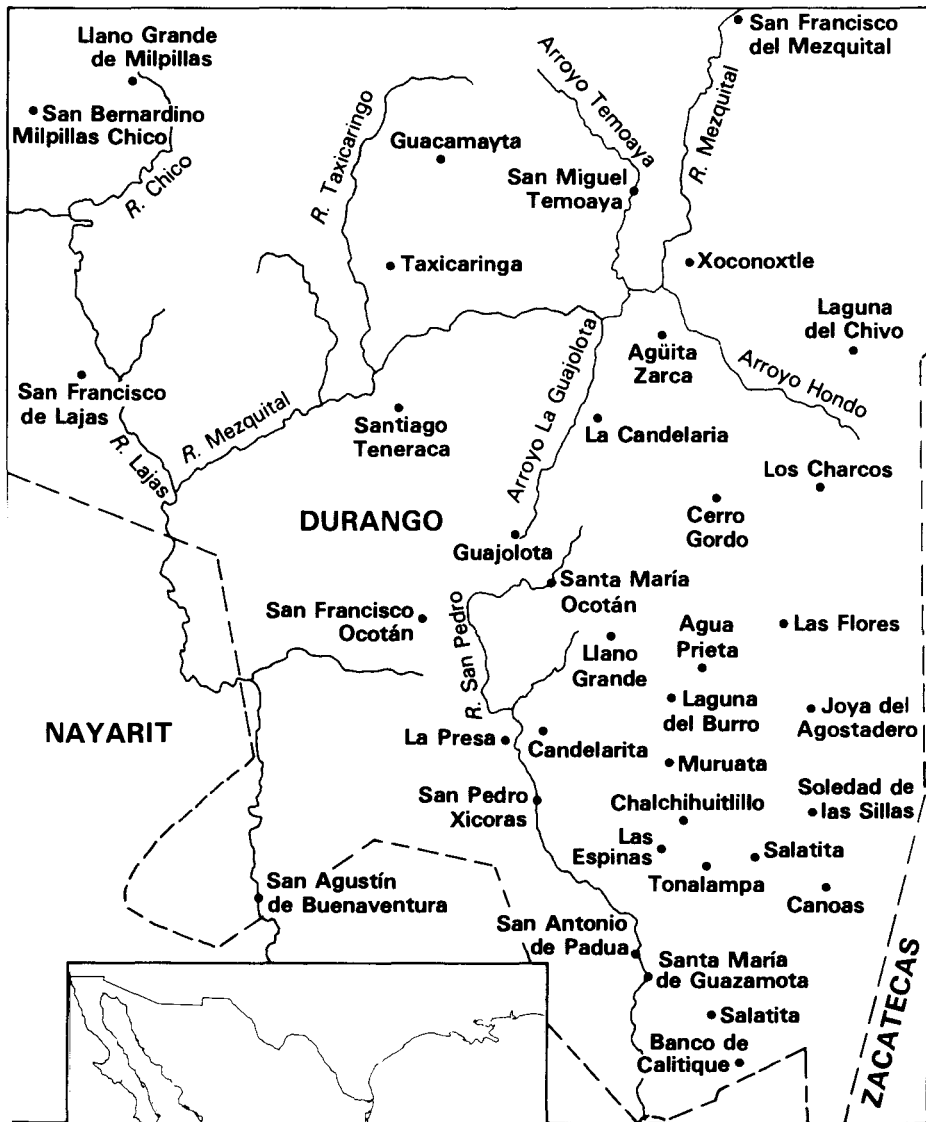 Llano Grande
de Milpillas
San Bernardino
Milpillas Chico
R. Chico
R. Taxicaringo
Guacamayta
Arroyo Temoaya
San Francisco
del Mezquital
R. Mezquital
San Miguel
Temoaya
Taxicaringa
Xoconoxtle
Laguna
del Chivo
Agüita
Zarca
Arroyo Hondo
San Francisco
de Lajas
R. Lajas
R. Mezquital
Santiago
Teneraca
Arroyo La Guajolota
La Candelaria
Los Charcos
Cerro
Gordo
DURANGO
Guajolota
Santa María
Ocotán
San Francisco
Ocotán
R. San Pedro
Llano
Grande
Agua
Prieta
Las Flores
NAYARIT
La Presa
Candelarita
Laguna
del Burro
Joya del
Agostadero
Muruata
San Pedro
Xicoras
Chalchihuitlillo
Soledad de
las Sillas
Las
Espinas
Salatita
Tonalampa
Canoas
San Agustín
de Buenaventura
San Antonio
de Padua
Santa María
de Guazamota
Salatita
Banco de
Calitique
ZACATECAS